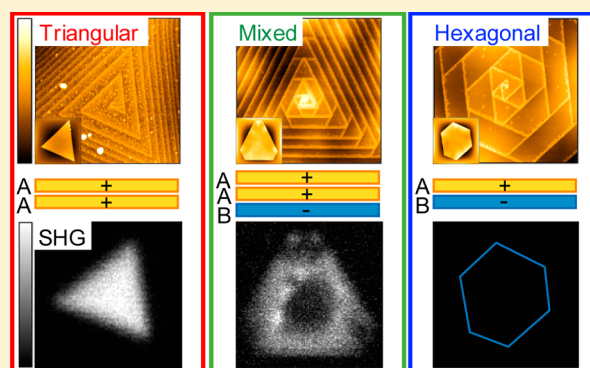 Triangular
Mixed
Hexagonal
A +
A +
A +
A +
B -
A +
B -
SHG